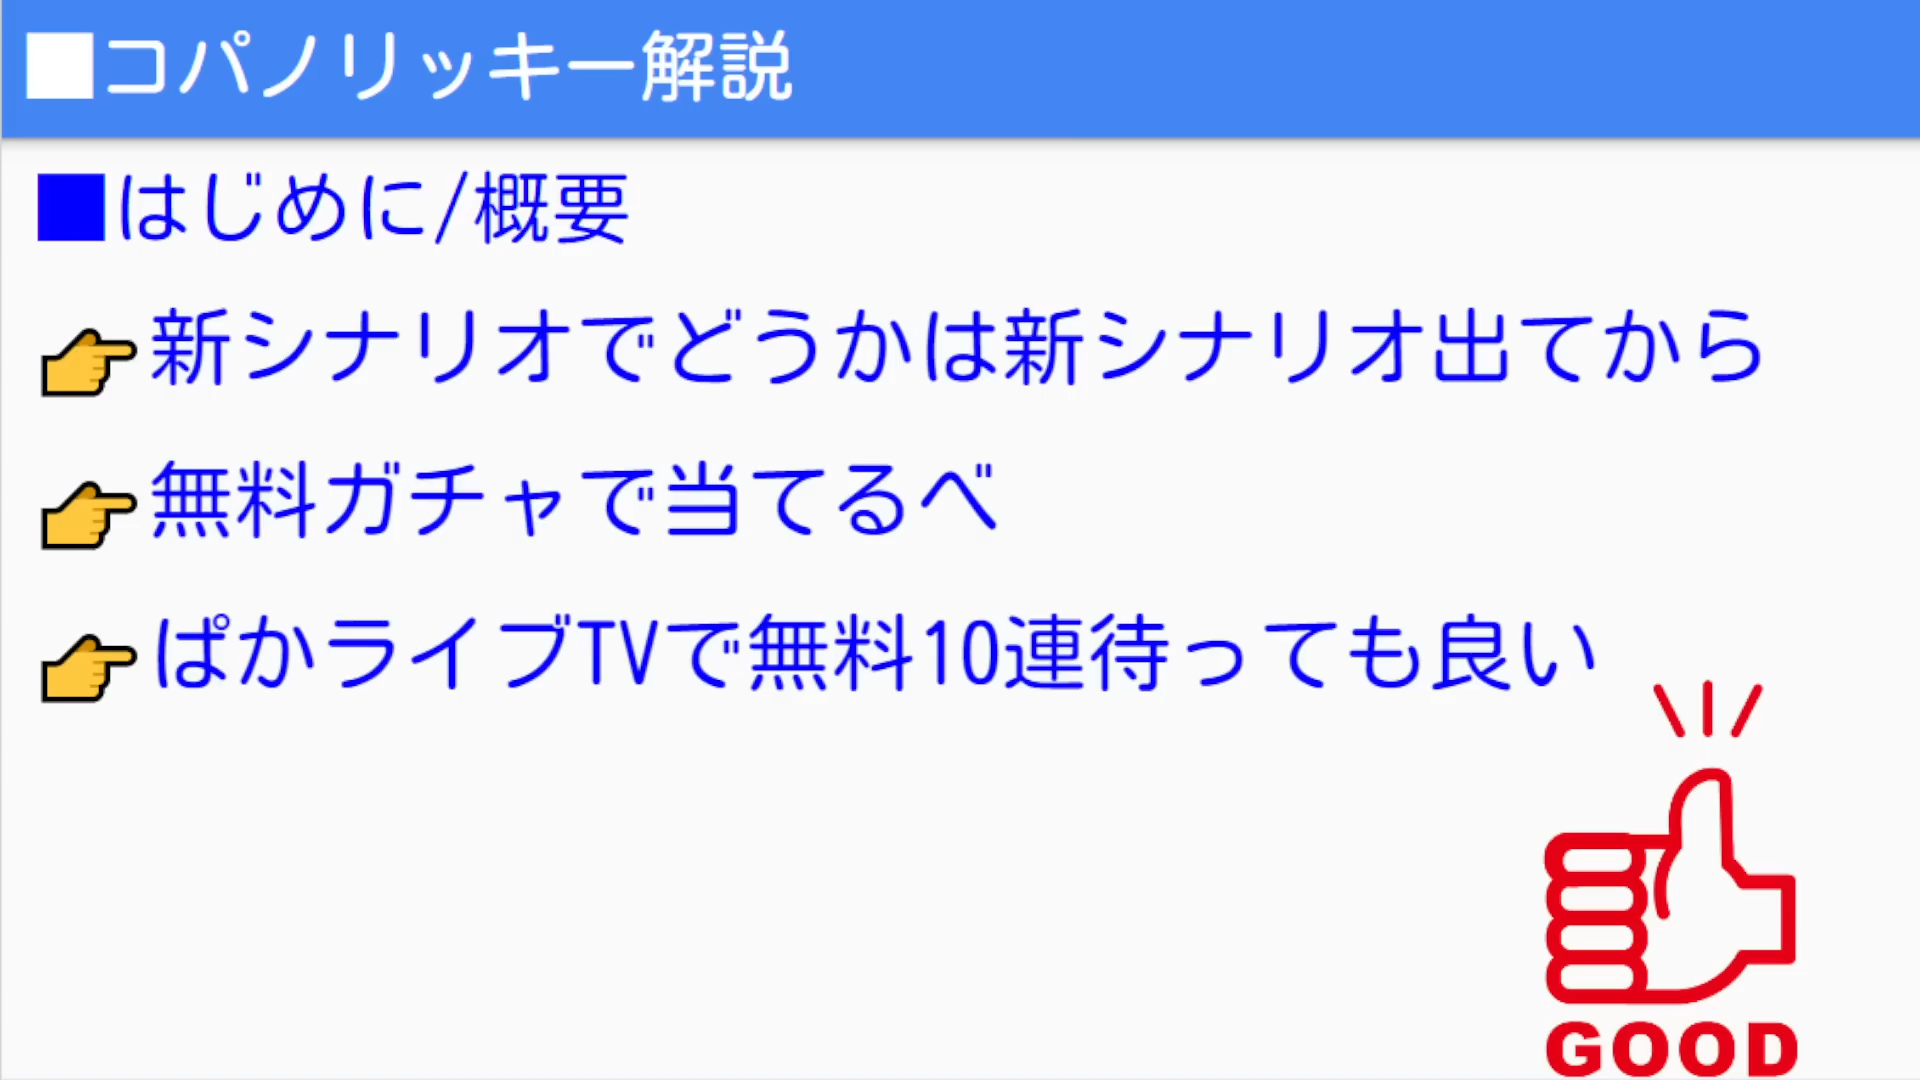 ■コパノリッキー解説
■はじめに/概要
👉新シナリオでどうかは新シナリオ出てから
👉無料ガチャで当てるべ
👉ぱかライブTVで無料10連待っても良い
GOOD